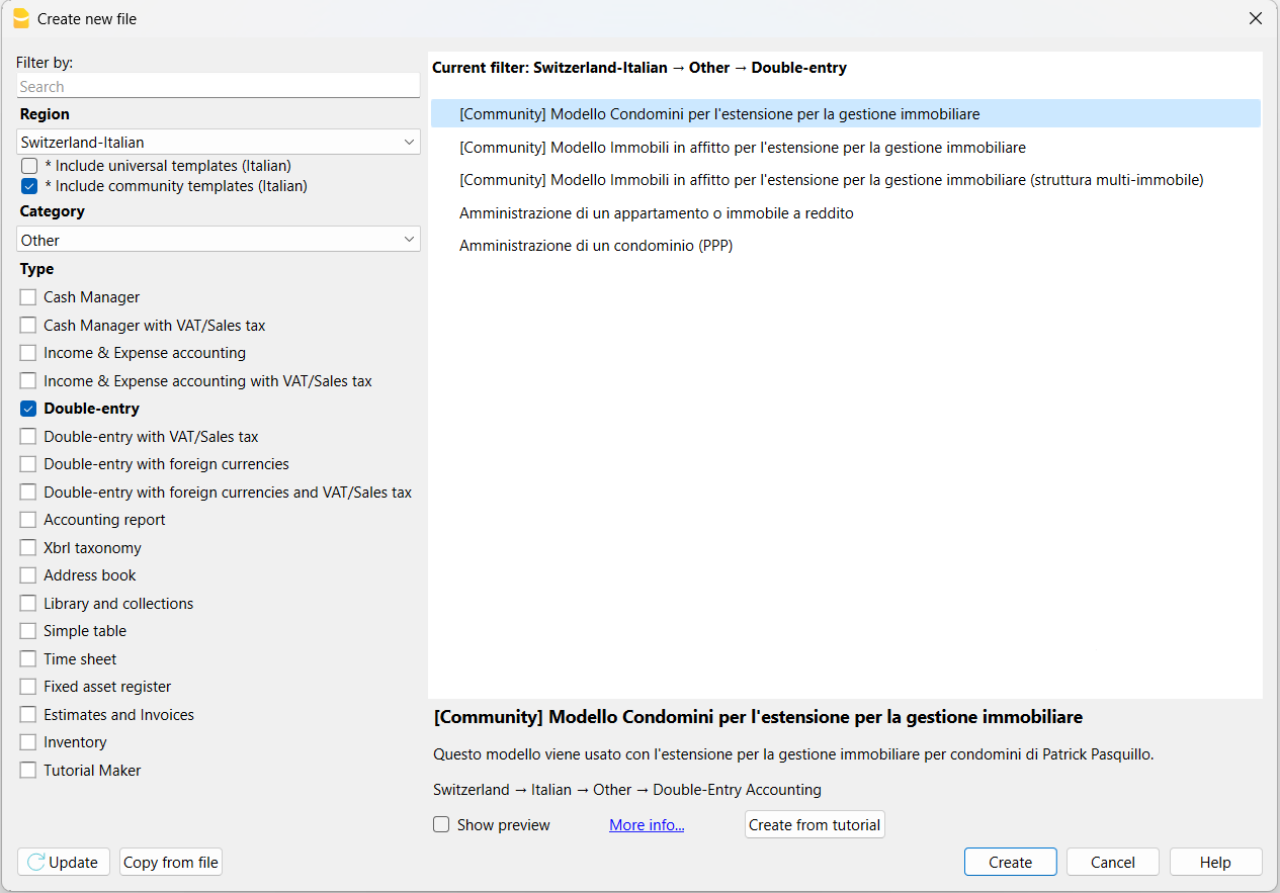 Create new file
Filter by:
Search
Region
Switzerland-Italian
* Include universal templates (Italian)
* Include community templates (Italian)
Category
Other
Type
Cash Manager
Cash Manager with VAT/Sales tax
Income & Expense accounting
Income & Expense accounting with VAT/Sales tax
Double-entry
Double-entry with VAT/Sales tax
Double-entry with foreign currencies
Double-entry with foreign currencies and VAT/Sales tax
Accounting report
Xbrl taxonomy
Address book
Library and collections
Simple table
Time sheet
Fixed asset register
Estimates and Invoices
Inventory
Tutorial Maker
Update
Copy from file
Current filter: Switzerland-Italian → Other → Double-entry
[Community] Modello Condomini per l'estensione per la gestione immobiliare
[Community] Modello Immobili in affitto per l'estensione per la gestione immobiliare
[Community] Modello Immobili in affitto per l'estensione per la gestione immobiliare (struttura multi-immobile)
Amministrazione di un appartamento o immobile a reddito
Amministrazione di un condominio (PPP)
[Community] Modello Condomini per l'estensione per la gestione immobiliare
Questo modello viene usato con l'estensione per la gestione immobiliare per condomini di Patrick Pasquillo.
Switzerland → Italian → Other → Double-Entry Accounting
Show preview
More info...
Create from tutorial
Create
Cancel
Help